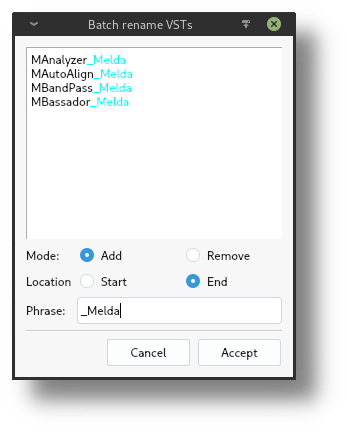 Batch rename VSTs
MAnalyzer_Melda
MAutoAlign_Melda
MBandPass_Melda
MBassador_Melda
Mode: Add Remove
Location Start End
Phrase: _Melda
Cancel Accept